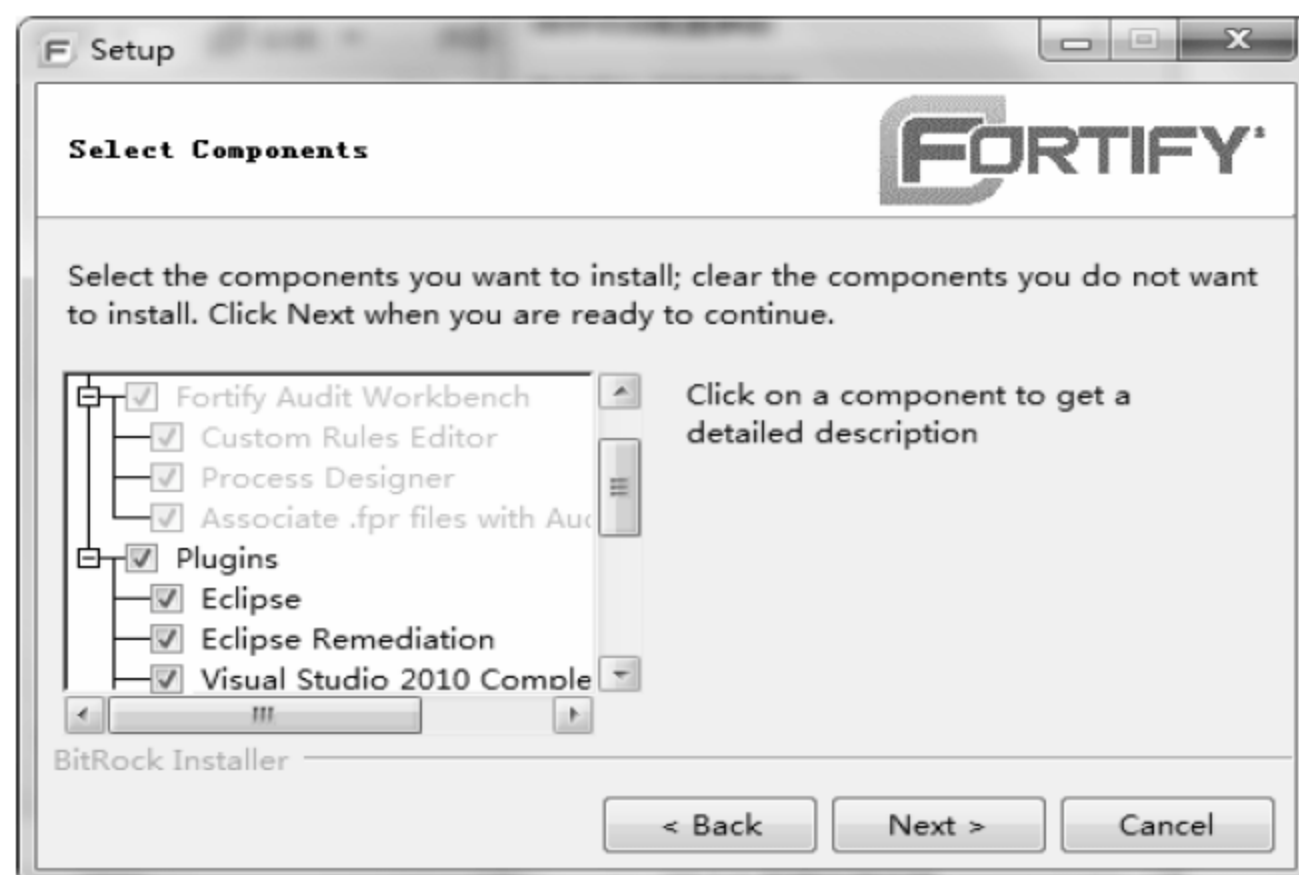 Setup
Select Components
FORTIFY
Select the components you want to install; clear the components you do not want
to install. Click Next when you are ready to continue.
Fortify Audit Workbench
Custom Rules Editor
Process Designer
Associate .fpr files with Aud
Plugins
Eclipse
Eclipse Remediation
Visual Studio 2010 Comple
Click on a component to get a
detailed description
BitRock Installer
< Back
Next >
Cancel